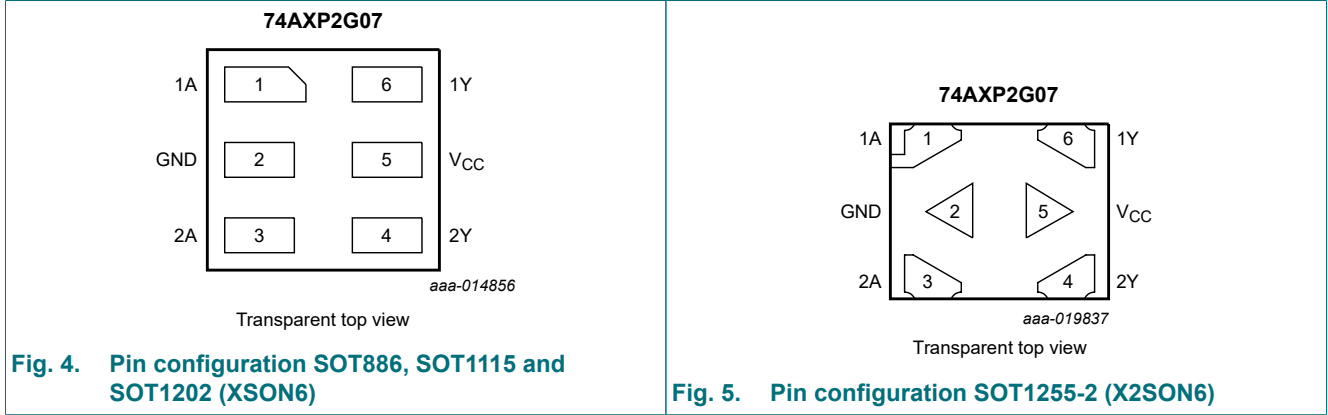 74AXP2G07
1A 1 6 1Y
GND 2 5 VCC
2A 3 4 2Y
aaa-014856
Transparent top view
Fig. 4. Pin configuration SOT886, SOT1115 and
SOT1202 (XSON6)
74AXP2G07
1A 1 6 1Y
GND 2 5 VCC
2A 3 4 2Y
aaa-019837
Transparent top view
Fig. 5. Pin configuration SOT1255-2 (X2SON6)